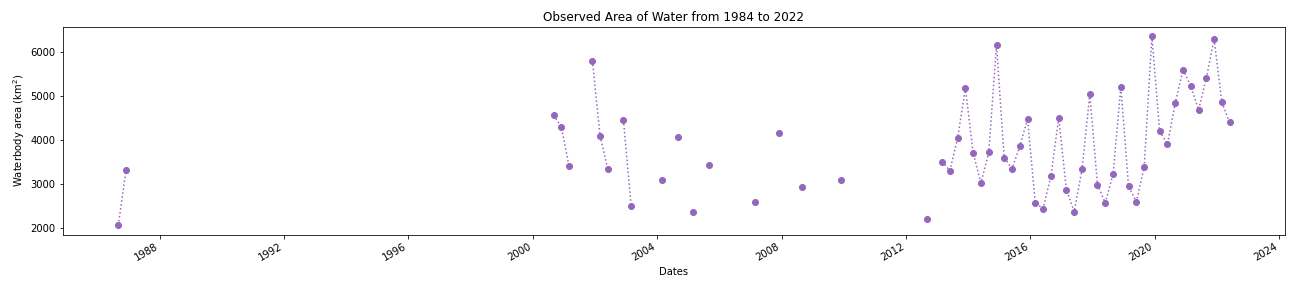 Observed Area of Water from 1984 to 2022
Waterbody area (km²)
6000
5000
4000
3000
2000
1988 1992 1996 2000 2004 2008 2012 2016 2020 2024
Dates